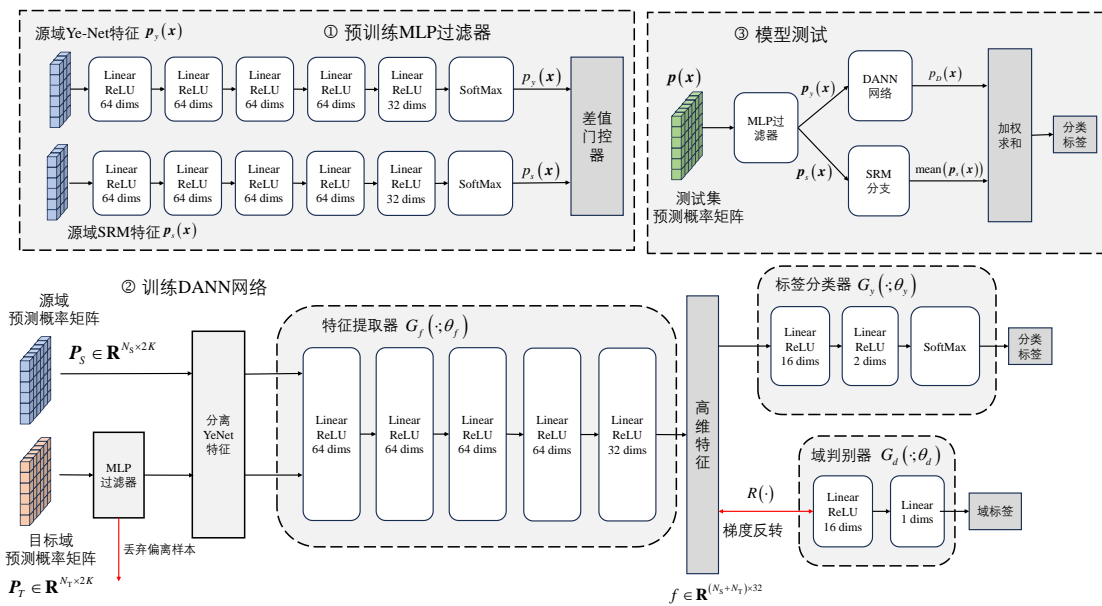 ① 预训练MLP过滤器
源域Ye-Net特征 p_y(x)
Linear
ReLU
64 dims
Linear
ReLU
64 dims
Linear
ReLU
64 dims
Linear
ReLU
64 dims
Linear
ReLU
32 dims
SoftMax
p_y(x)
Linear
ReLU
64 dims
Linear
ReLU
64 dims
Linear
ReLU
64 dims
Linear
ReLU
64 dims
Linear
ReLU
32 dims
SoftMax
p_s(x)
源域SRM特征 p_s(x)
差值
门控
器
③ 模型测试
p(x)
测试集
预测概率矩阵
MLP过
滤器
p_y(x)
p_s(x)
DANN
网络
SRM
分支
p_D(x)
mean(p_s(x))
加权
求和
分类
标签
② 训练DANN网络
源域
预测概率矩阵
P_S ∈ R^{N_S×2K}
MLP
过滤器
目标域
预测概率矩阵
P_T ∈ R^{N_T×2K}
丢弃偏离样本
分离
YeNet
特征
特征提取器 G_f(·;θ_f)
Linear
ReLU
64 dims
Linear
ReLU
64 dims
Linear
ReLU
64 dims
Linear
ReLU
64 dims
Linear
ReLU
32 dims
高
维
特
征
f ∈ R^{(N_S+N_T)×32}
标签分类器 G_y(·;θ_y)
Linear
ReLU
16 dims
Linear
ReLU
2 dims
SoftMax
分类
标签
域判别器 G_d(·;θ_d)
R(·)
梯度反转
Linear
ReLU
16 dims
Linear
1 dims
域标签